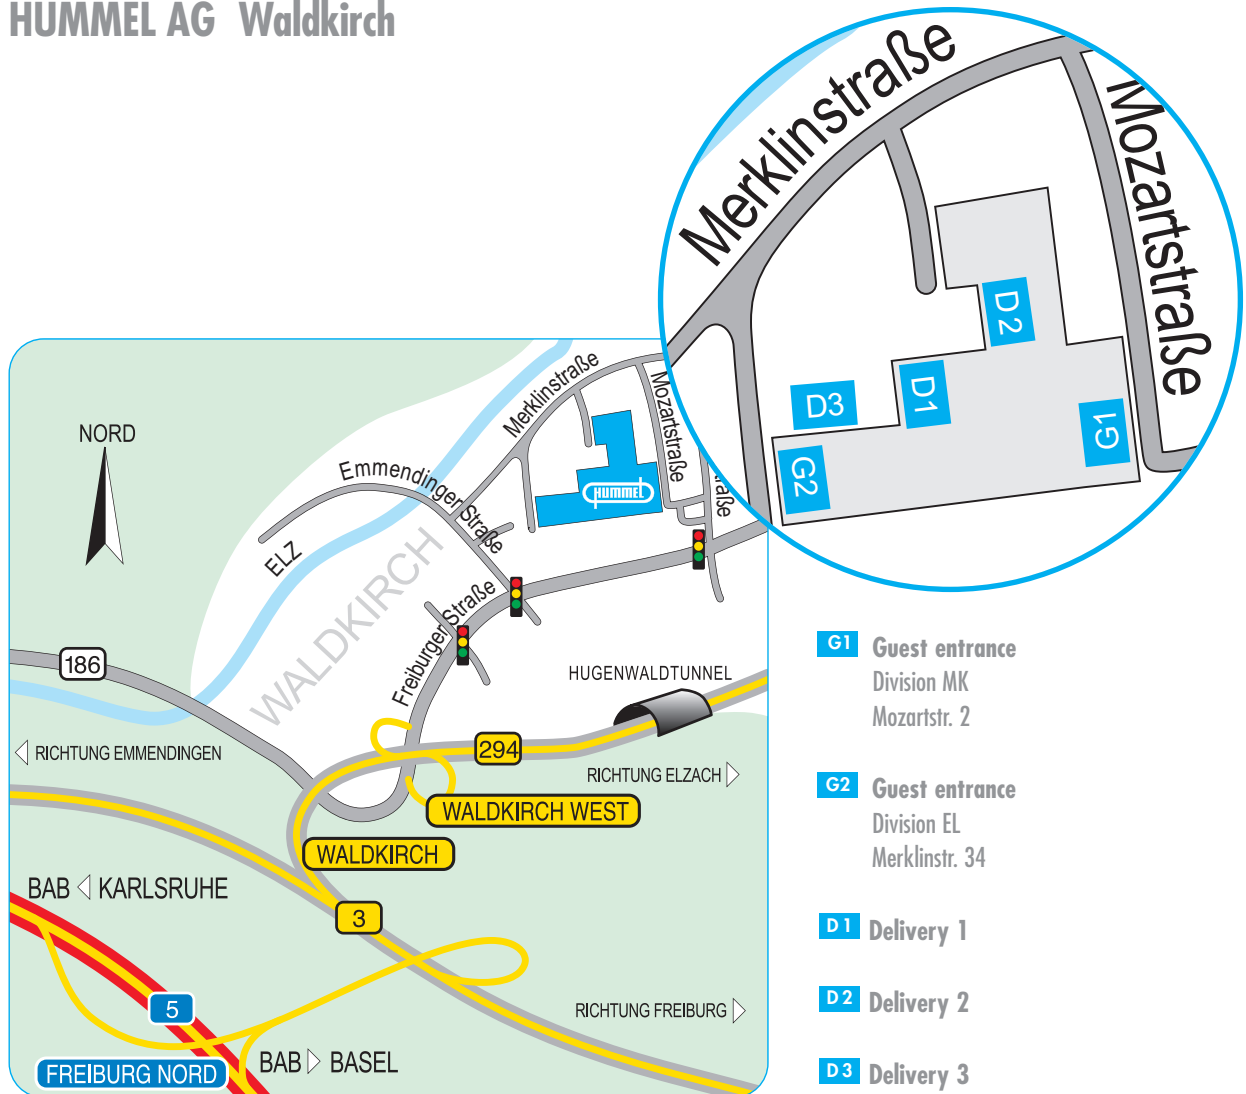 HUMMEL AG Waldkirch
Merklinstraße
Mozartstraße
D 2
D1
D3
G1
G2
NORD
Merklinstraße
Mozartstraße
Emmendinger Straße
HUMMEL
raße
ELZ
WALDKIRCH
Freiburger Straße
186
HUGENWALDTUNNEL
294
RICHTUNG EMMENDINGEN
RICHTUNG ELZACH
WALDKIRCH WEST
WALDKIRCH
BAB KARLSRUHE
3
5
RICHTUNG FREIBURG
BAB BASEL
FREIBURG NORD
G1 Guest entrance
Division MK
Mozartstr. 2
G2 Guest entrance
Division EL
Merklinstr. 34
D1 Delivery 1
D2 Delivery 2
D3 Delivery 3